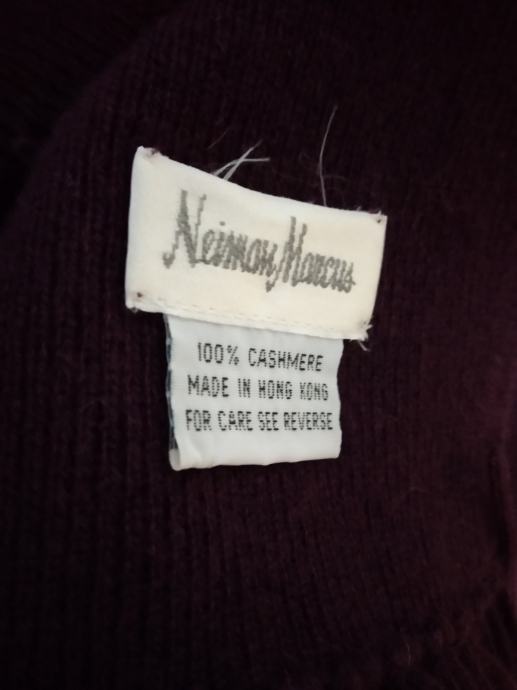 Neiman Marcus
100% CASHMERE
MADE IN HONG KONG
FOR CARE SEE REVERSE